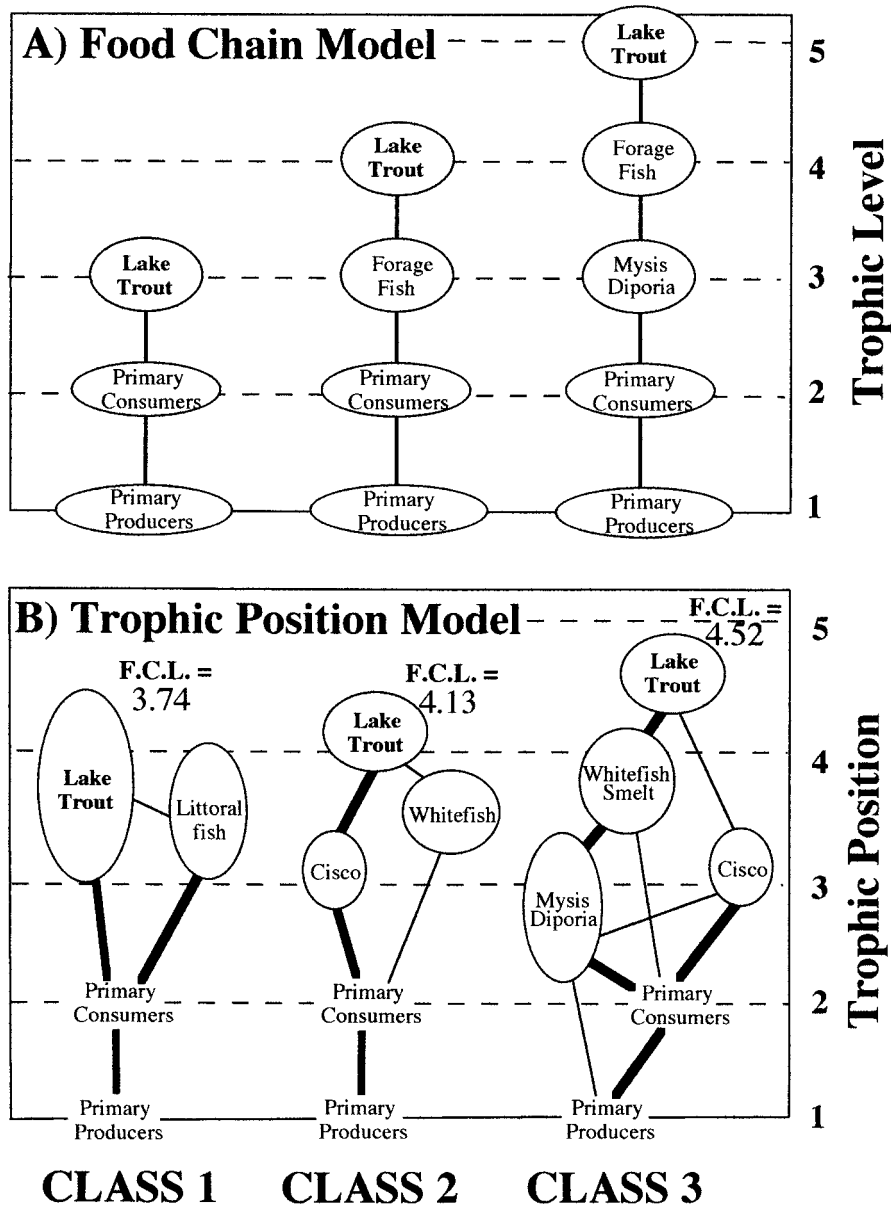 A) Food Chain Model
Lake
Trout
5
Lake
Trout
Forage
Fish
4
Lake
Trout
Forage
Fish
Mysis
Diporia
3
Primary
Consumers
Primary
Consumers
Primary
Consumers
2
Primary
Producers
Primary
Producers
Primary
Producers
1
Trophic Level
B) Trophic Position Model
F.C.L. =
4.52
5
F.C.L. =
3.74
F.C.L. =
4.13
Lake
Trout
Lake
Trout
4
Lake
Trout
Littoral
fish
Whitefish
Whitefish
Smelt
Cisco
Cisco
3
Mysis
Diporia
Primary
Consumers
Primary
Consumers
Primary
Consumers
2
Primary
Producers
Primary
Producers
Primary
Producers
1
Trophic Position
CLASS 1
CLASS 2
CLASS 3